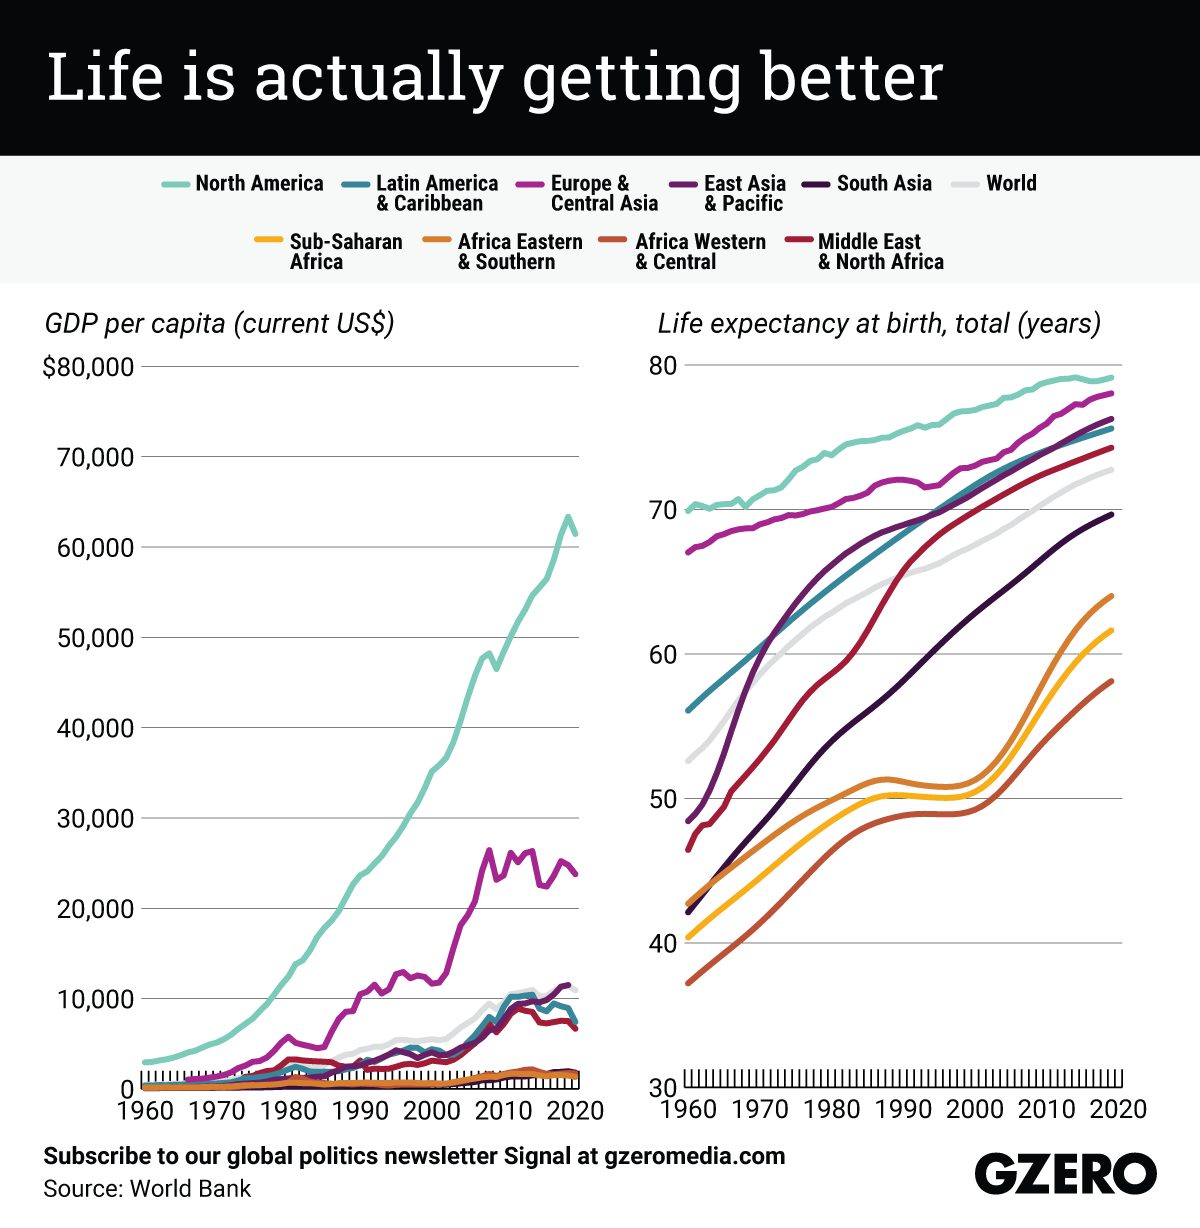 Life is actually getting better
North America
Latin America
& Caribbean
Europe &
Central Asia
East Asia
& Pacific
South Asia
World
Sub-Saharan
Africa
Africa Eastern
& Southern
Africa Western
& Central
Middle East
& North Africa
GDP per capita (current US$)
$80,000
70,000
60,000
50,000
40,000
30,000
20,000
10,000
0
1960 1970 1980 1990 2000 2010 2020
Life expectancy at birth, total (years)
80
70
60
50
40
30
1960 1970 1980 1990 2000 2010 2020
Subscribe to our global politics newsletter Signal at gzeromedia.com
Source: World Bank
GZERO